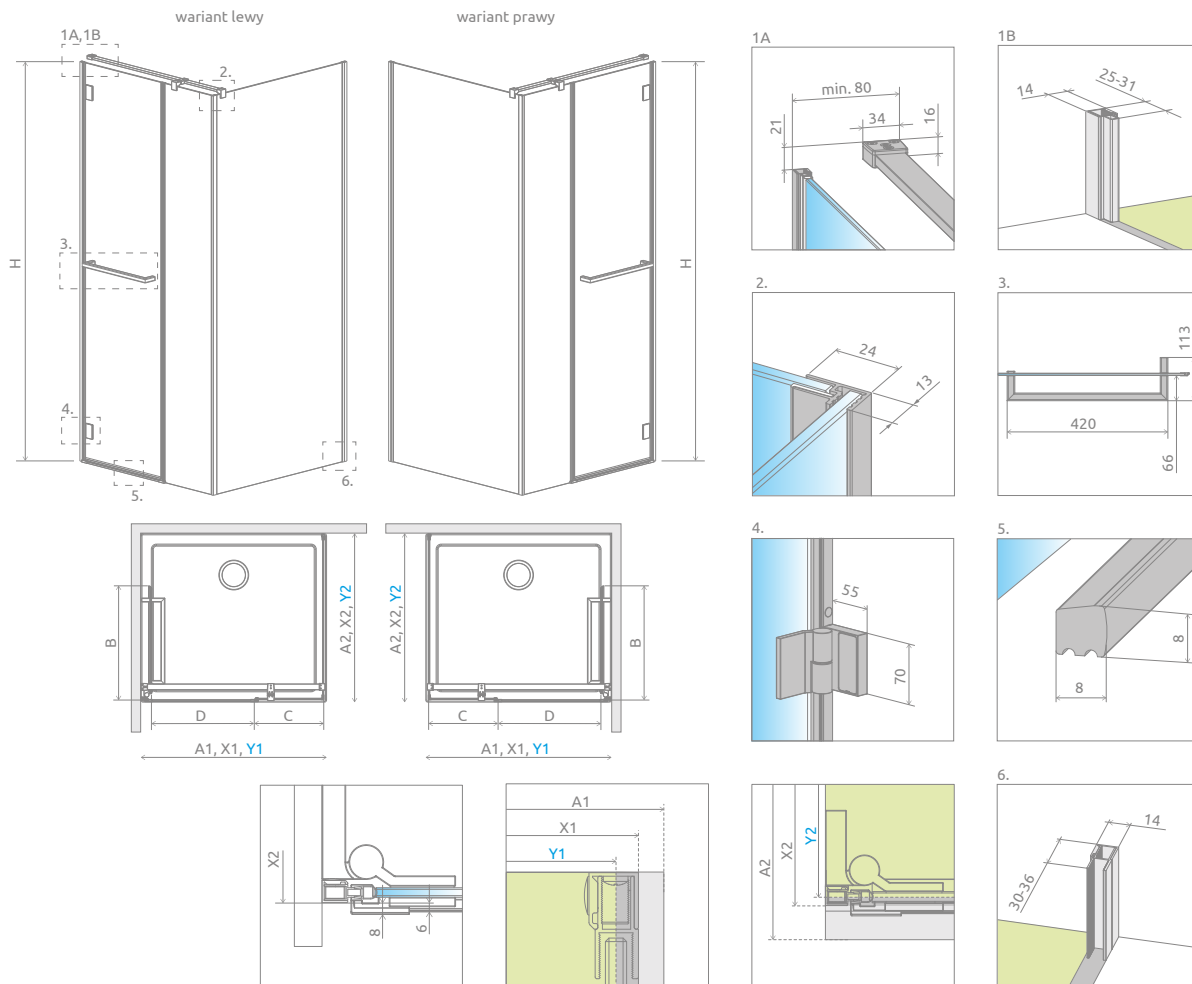 wariant lewy
wariant prawy
1A,1B
2.
H
3.
4.
5.
6.
H
1A
min. 80
34
16
21
1B
14
25-31
2.
24
13
3.
113
420
66
4.
55
70
5.
8
8
B
D
C
A1, X1, Y1
A2, X2, Y2
A2, X2, Y2
B
C
D
A1, X1, Y1
X2
8
6
A1
X1
Y1
A2
X2
Y2
6.
14
30-36